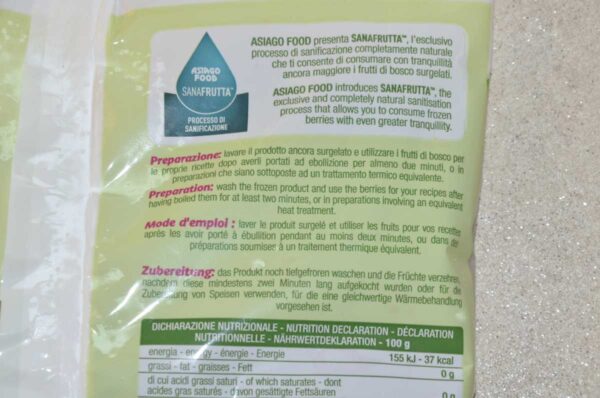 ASIAGO
FOOD
SANAFRUTTA™
PROCESSO DI
SANIFICAZIONE
ASIAGO FOOD presenta SANAFRUTTA™, l'esclusivo
processo di sanificazione completamente naturale
che ti consente di consumare con tranquilità
ancora maggiore i frutti di bosco surgelati.
ASIAGO FOOD introduces SANAFRUTTA™, the
exclusive and completely natural sanitisation
process that allows you to consume frozen
berries with even greater tranquillity.
Preparazione: lavare il prodotto ancora surgelato e utilizzare i frutti di bosco per
le proprie ricette dopo averli portati ad ebollizione per almeno due minuti, o in
preparazioni che siano sottoposte ad un trattamento termico equivalente.
Preparation: wash the frozen product and use the berries for your recipes after
having boiled them for at least two minutes, or in preparations involving an equivalent
heat treatment.
Mode d'emploi : laver le produit surgelé et utiliser les fruits pour vos recettes
après les avoir porté à ébullition pendant au moins deux minutes, ou dans des
préparations soumiser à un traitement thermique équivalent.
Zubereitung: das Produkt noch tiefgefroren waschen und die Früchte verzehren,
nachdem diese mindestens zwei Minuten lang aufgekocht wurden oder für die
Zubereitung von Speisen verwenden, für die eine gleichwertige Wärmebehandlung
vorgesehen ist.
DICHIARAZIONE NUTRIZIONALE - NUTRITION DECLARATION - DÉCLARATION
NUTRITIONNELLE - NÄHRWERTDEKLARATION - 100 g
energia - energy - énergie - Energie 155 kJ - 37 kcal
grassi - fat - graisses - Fett 0 g
di cui acidi grassi saturi - of which saturates - dont
acides gras saturés - davon gesättigte Fettsäuren 0 g